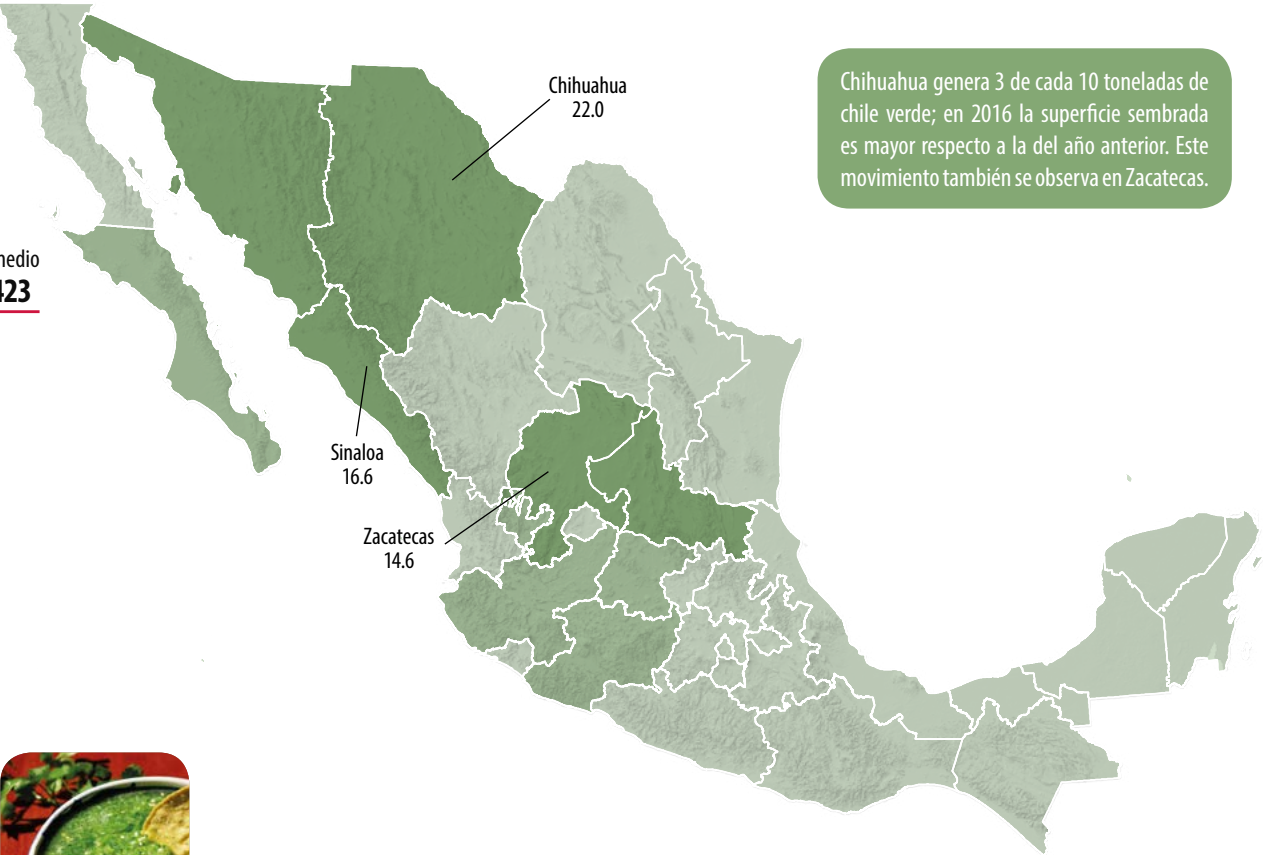 Chihuahua
22.0
Chihuahua genera 3 de cada 10 toneladas de
chile verde; en 2016 la superficie sembrada
es mayor respecto a la del año anterior. Este
movimiento también se observa en Zacatecas.
Sinaloa
16.6
Zacatecas
14.6